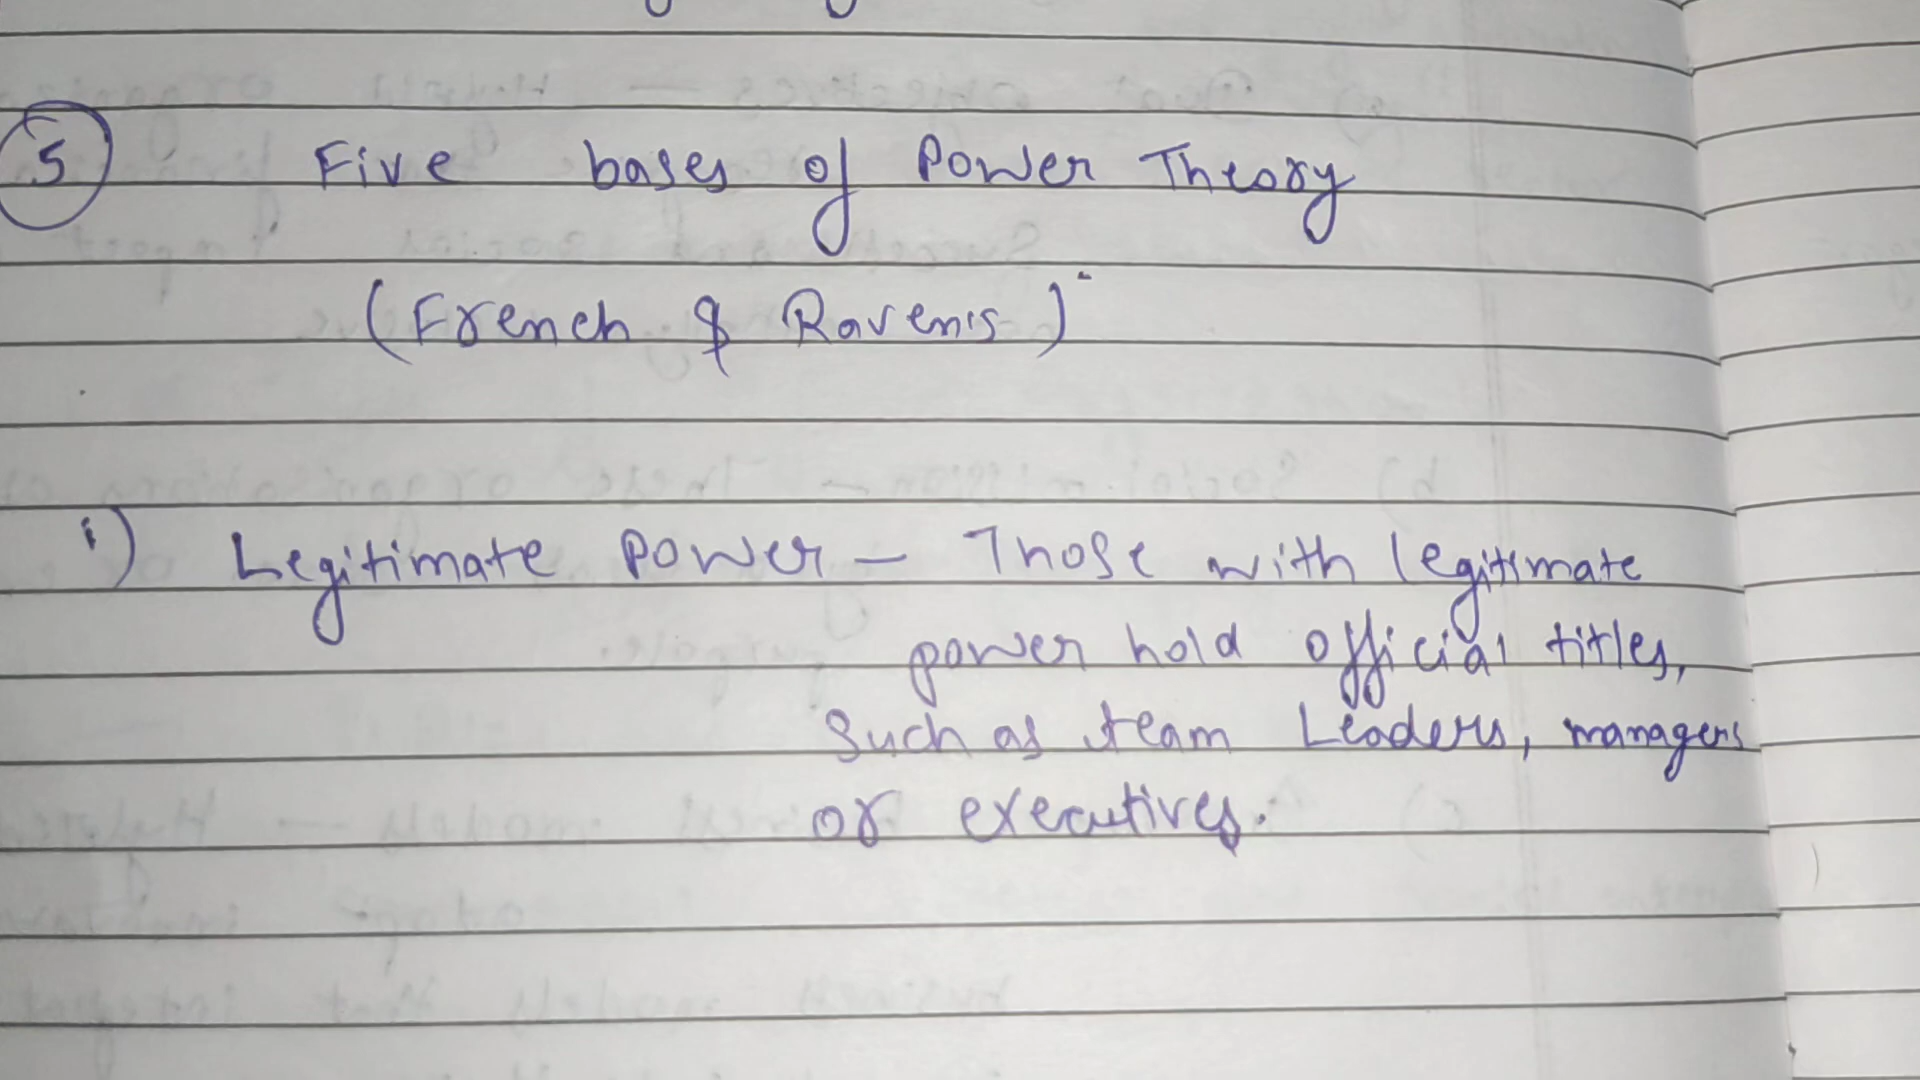 5 Five bases of Power Theory
(French & Raven's)
i) Legitimate Power - Those with legitimate
power hold official titles,
Such as team Leaders, managers
or executives.